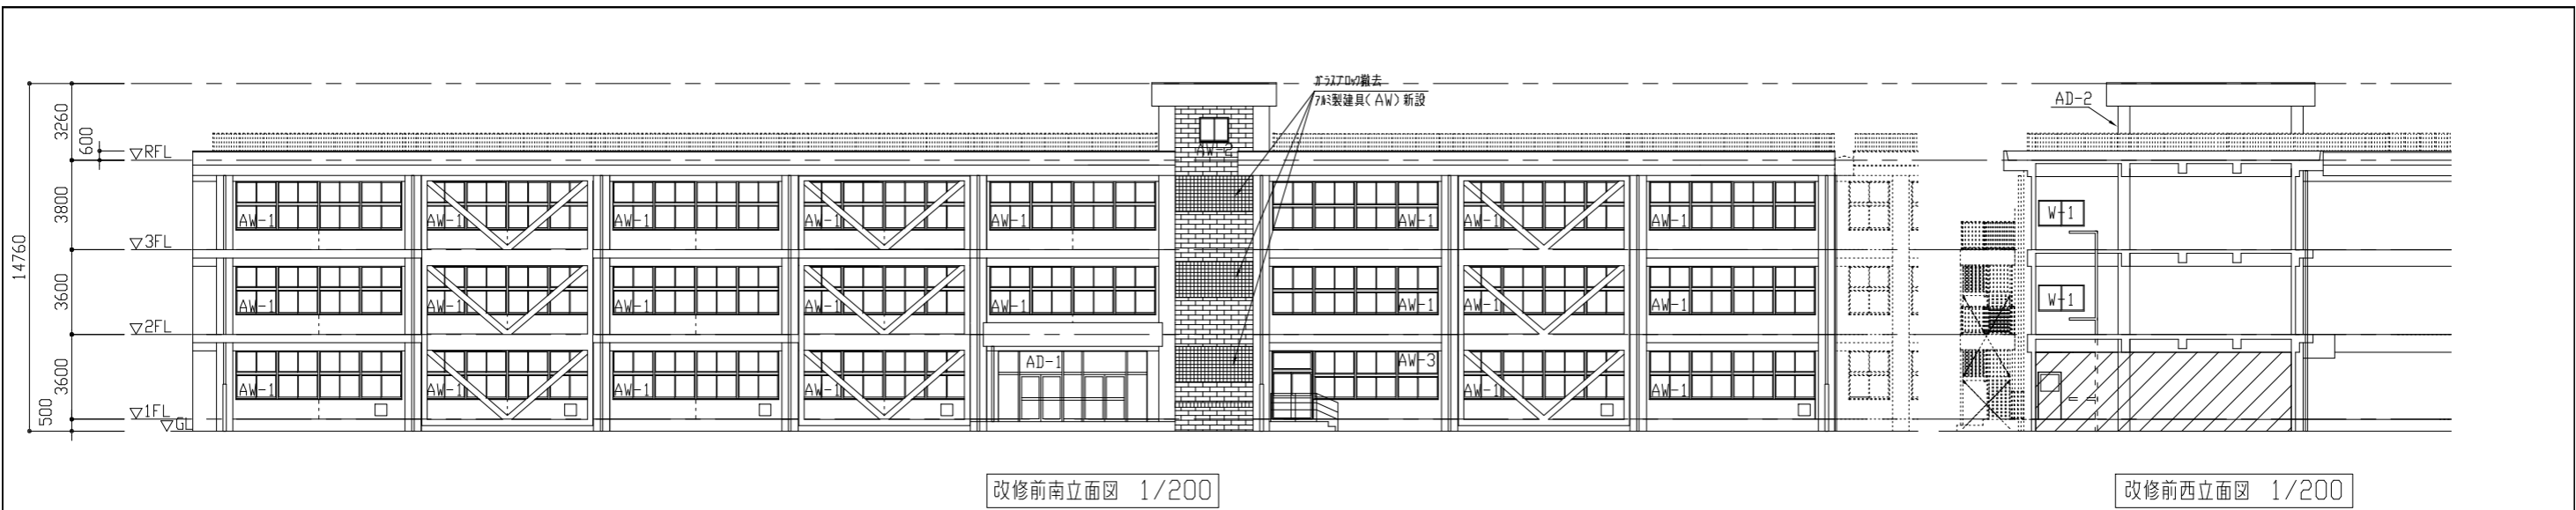 ガラスブロック撤去
アルミ製建具(AW)新設
AD-2
3260
600
▽RFL
AW-2
3800
AW-1 AW-1 AW-1 AW-1 AW-1 AW-1 AW-1 AW-1
W-1
▽3FL
14760
3600
AW-1 AW-1 AW-1 AW-1 AW-1 AW-1 AW-1 AW-1
W-1
▽2FL
3600
AW-1 AW-1 AW-1 AW-1 AD-1 AW-3 AW-1 AW-1
500
▽1FL
▽GL
改修前南立面図 1/200
改修前西立面図 1/200